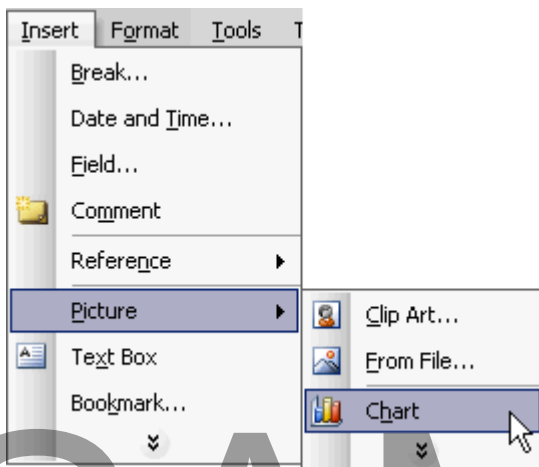 Insert Format Tools T
Break...
Date and Time...
Field...
Comment
Reference
Picture
Clip Art...
Text Box
From File...
Bookmark...
Chart